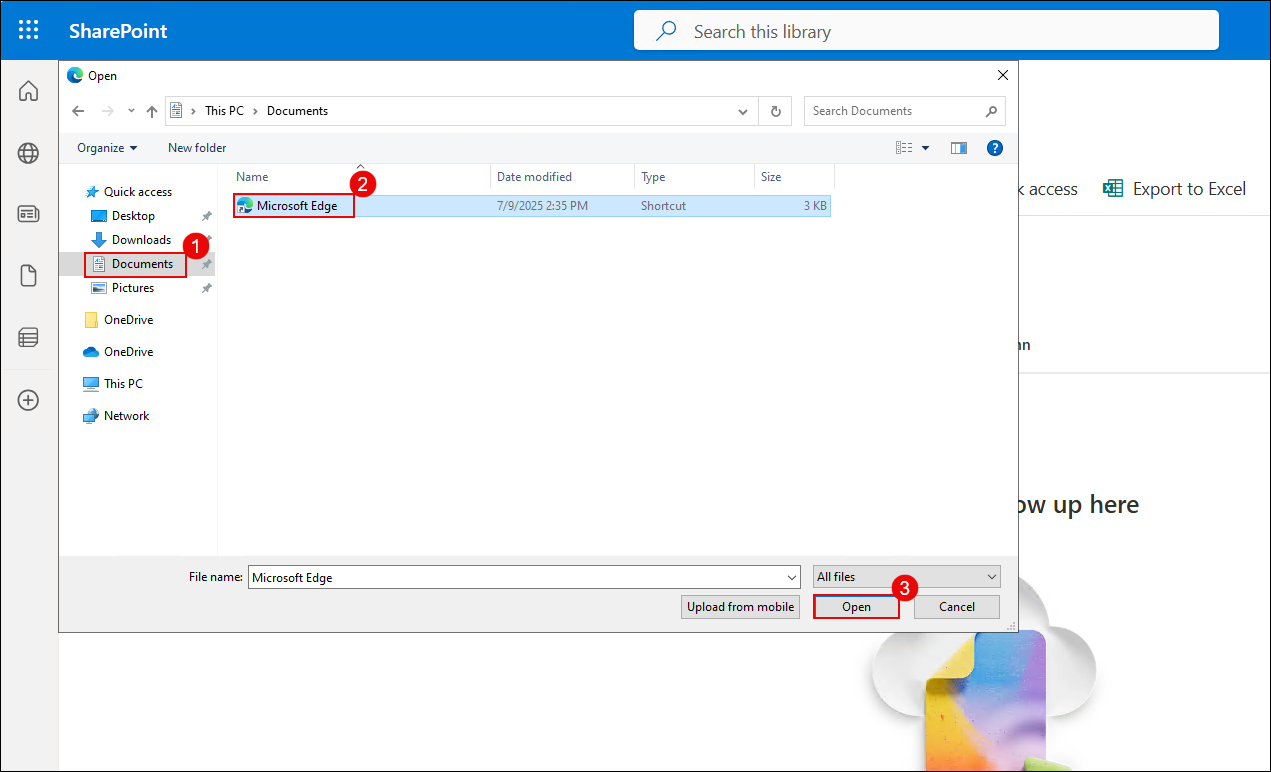 SharePoint
Search this library
Open
This PC > Documents
Search Documents
Organize
New folder
?
Name
Date modified
Type
Size
2
Microsoft Edge
7/9/2025 2:35 PM
Shortcut
3 KB
Quick access
Desktop
Downloads
1
Documents
Pictures
OneDrive
OneDrive
This PC
Network
access
Export to Excel
nn
ow up here
File name:
Microsoft Edge
All files
3
Upload from mobile
Open
Cancel